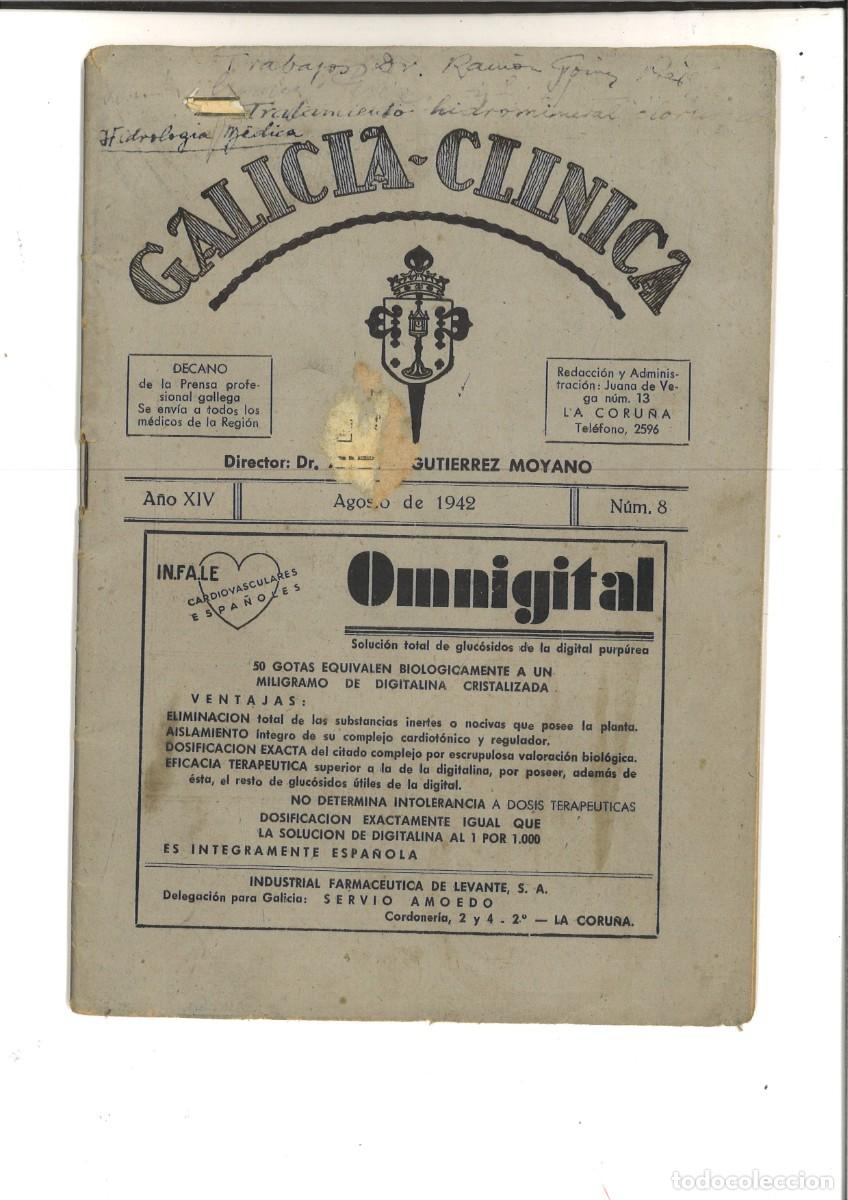 Trabajos Dr. Ramón
Tratamiento hidromineral
Hidrologia Médica
GALICIA-CLINICA
DECANO
de la Prensa profe-
sional gallega
Se envía a todos los
médicos de la Región
Redacción y Adminis-
tración: Juana de Ve-
ga núm. 13
LA CORUÑA
Teléfono, 2596
Director: Dr. GUTIERREZ MOYANO
Año XIV
Agosto de 1942
Núm. 8
IN.FA.LE
CARDIOVASCULARES
ESPAÑOLES
Omnigital
Solución total de glucósidos de la digital purpúrea
50 GOTAS EQUIVALEN BIOLOGICAMENTE A UN
MILIGRAMO DE DIGITALINA CRISTALIZADA
VENTAJAS:
ELIMINACION total de las substancias inertes o nocivas que posee la planta.
AISLAMIENTO íntegro de su complejo cardiotónico y regulador.
DOSIFICACION EXACTA del citado complejo por escrupulosa valoración biológica.
EFICACIA TERAPEUTICA superior a la de la digitalina, por poseer, además de
ésta, el resto de glucósidos útiles de la digital.
NO DETERMINA INTOLERANCIA A DOSIS TERAPEUTICAS
DOSIFICACION EXACTAMENTE IGUAL QUE
LA SOLUCION DE DIGITALINA AL 1 POR 1.000
ES INTEGRAMENTE ESPAÑOLA
INDUSTRIAL FARMACEUTICA DE LEVANTE, S. A.
Delegación para Galicia: SERVIO AMOEDO
Cordonería, 2 y 4 - 2º — LA CORUÑA.
todocoleccion